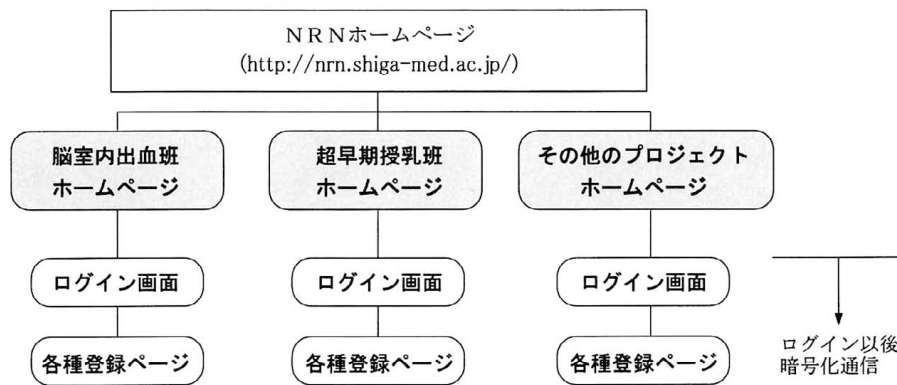 NRNホームページ
(http://nrn.shiga-med.ac.jp/)
脳室内出血班
ホームページ
超早期授乳班
ホームページ
その他のプロジェクト
ホームページ
ログイン画面
ログイン画面
ログイン画面
各種登録ページ
各種登録ページ
各種登録ページ
ログイン以後
暗号化通信